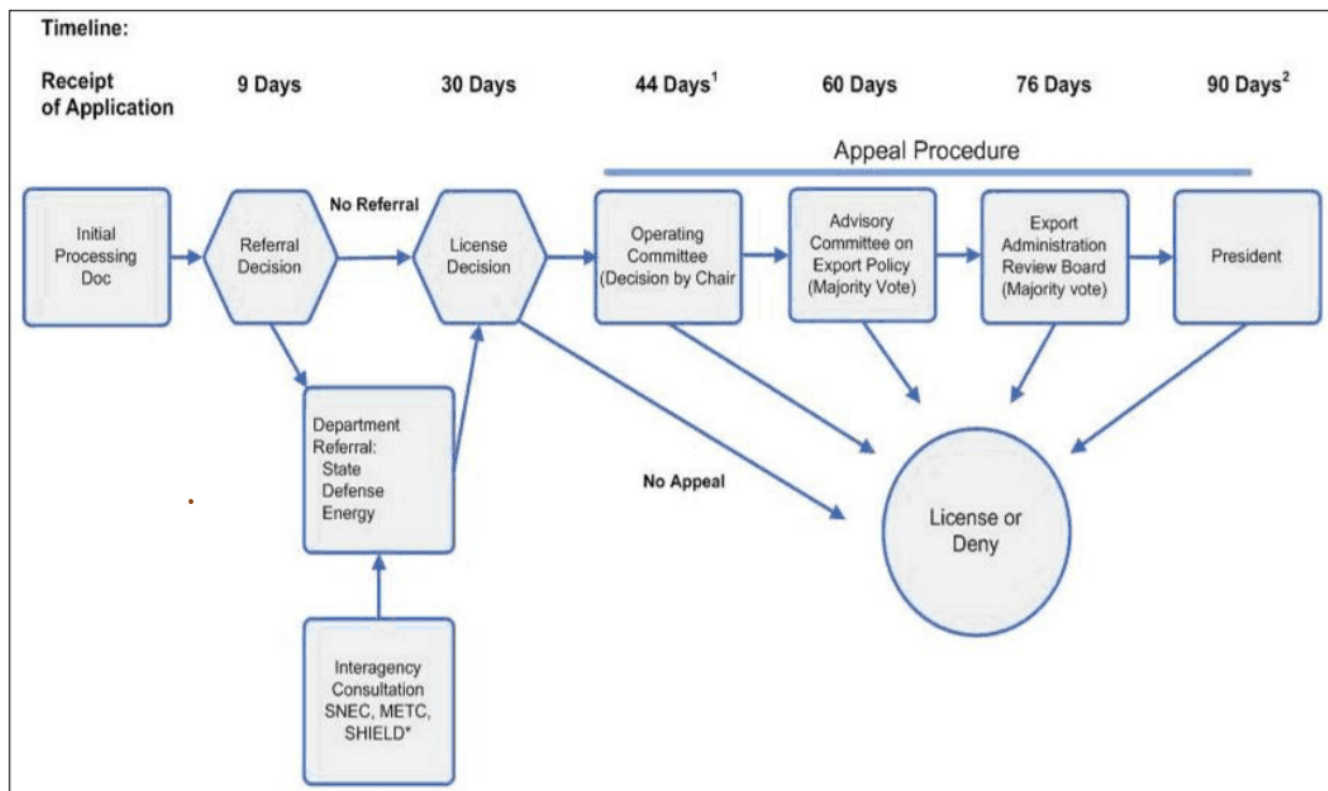 Timeline:
Receipt
of Application
9 Days
30 Days
44 Days¹
60 Days
76 Days
90 Days²
Appeal Procedure
Initial
Processing
Doc
Referral
Decision
No Referral
License
Decision
Operating
Committee
(Decision by Chair
Advisory
Committee on
Export Policy
(Majority Vote)
Export
Administration
Review Board
(Majority vote)
President
Department
Referral:
State
Defense
Energy
No Appeal
License or
Deny
Interagency
Consultation
SNEC, METC,
SHIELD*